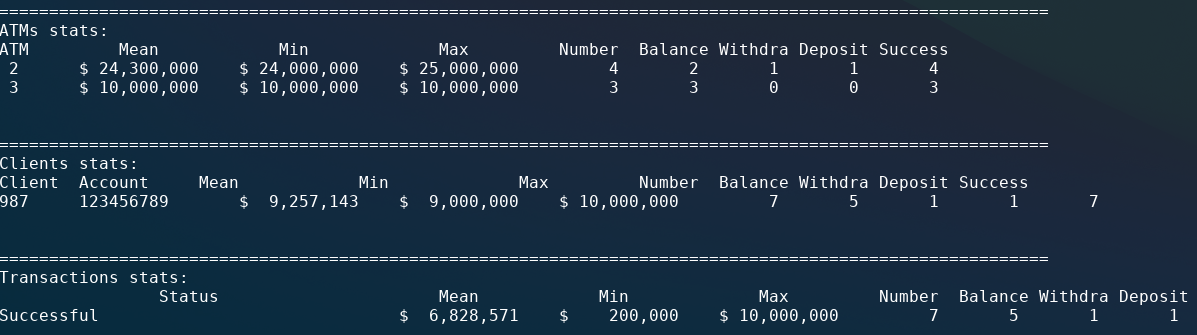 =========================================================================================================
ATMs stats:
ATM         Mean            Min             Max         Number  Balance Withdra Deposit Success
 2      $ 24,300,000    $ 24,000,000    $ 25,000,000         4       2       1       1       4
 3      $ 10,000,000    $ 10,000,000    $ 10,000,000         3       3       0       0       3
=========================================================================================================
Clients stats:
Client  Account     Mean            Min             Max         Number  Balance Withdra Deposit Success
987     123456789       $  9,257,143    $  9,000,000    $ 10,000,000         7       5       1       1       7
=========================================================================================================
Transactions stats:
                Status                      Mean            Min             Max         Number  Balance Withdra Deposit
Successful                              $  6,828,571    $    200,000    $ 10,000,000         7       5       1       1